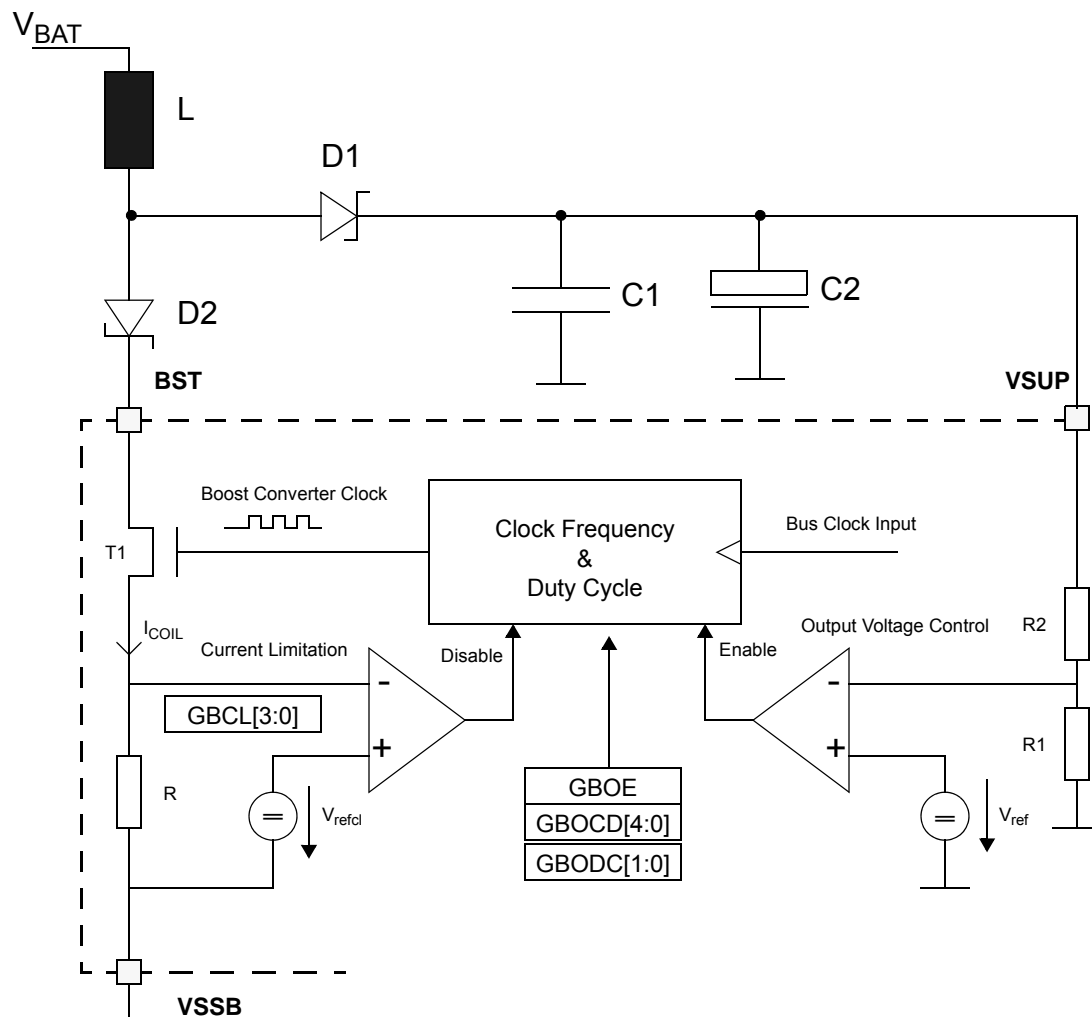 VBAT
L
D1
D2
C1
C2
BST
VSUP
Boost Converter Clock
Clock Frequency
&
Duty Cycle
Bus Clock Input
T1
ICOIL
Current Limitation
Disable
Enable
Output Voltage Control
R2
-
-
GBCL[3:0]
+
+
R1
R
=
Vrefcl
GBOE
GBOCD[4:0]
GBODC[1:0]
=
Vref
VSSB